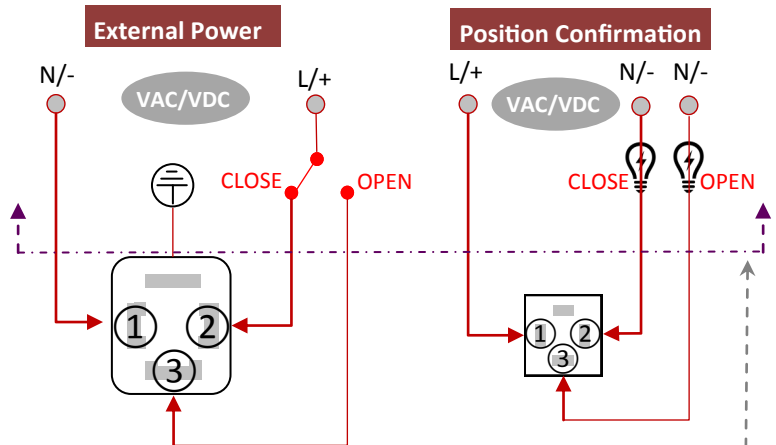 External Power
Position Confirmation
N/-
VAC/VDC
L/+
L/+
VAC/VDC
N/-
N/-
CLOSE
OPEN
CLOSE
OPEN
1
2
3
1
2
3